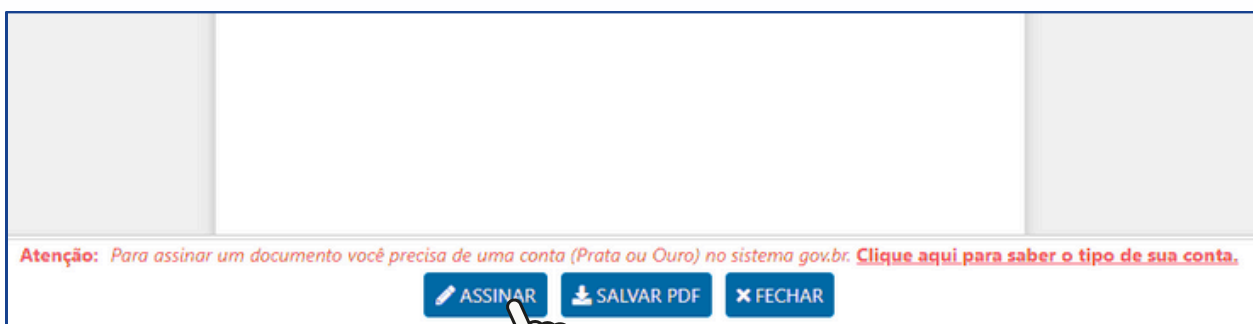 Atenção: Para assinar um documento você precisa de uma conta (Prata ou Ouro) no sistema gov.br. Clique aqui para saber o tipo de sua conta.
ASSINAR SALVAR PDF FECHAR